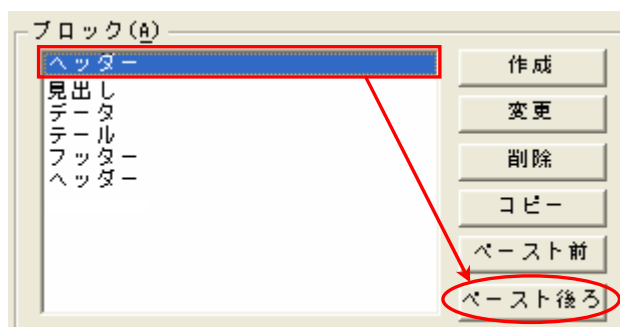 ブロック(A)
ヘッダー
見出し
データ
テール
フッター
ヘッダー
作成
変更
削除
コピー
ペースト前
ペースト後ろ